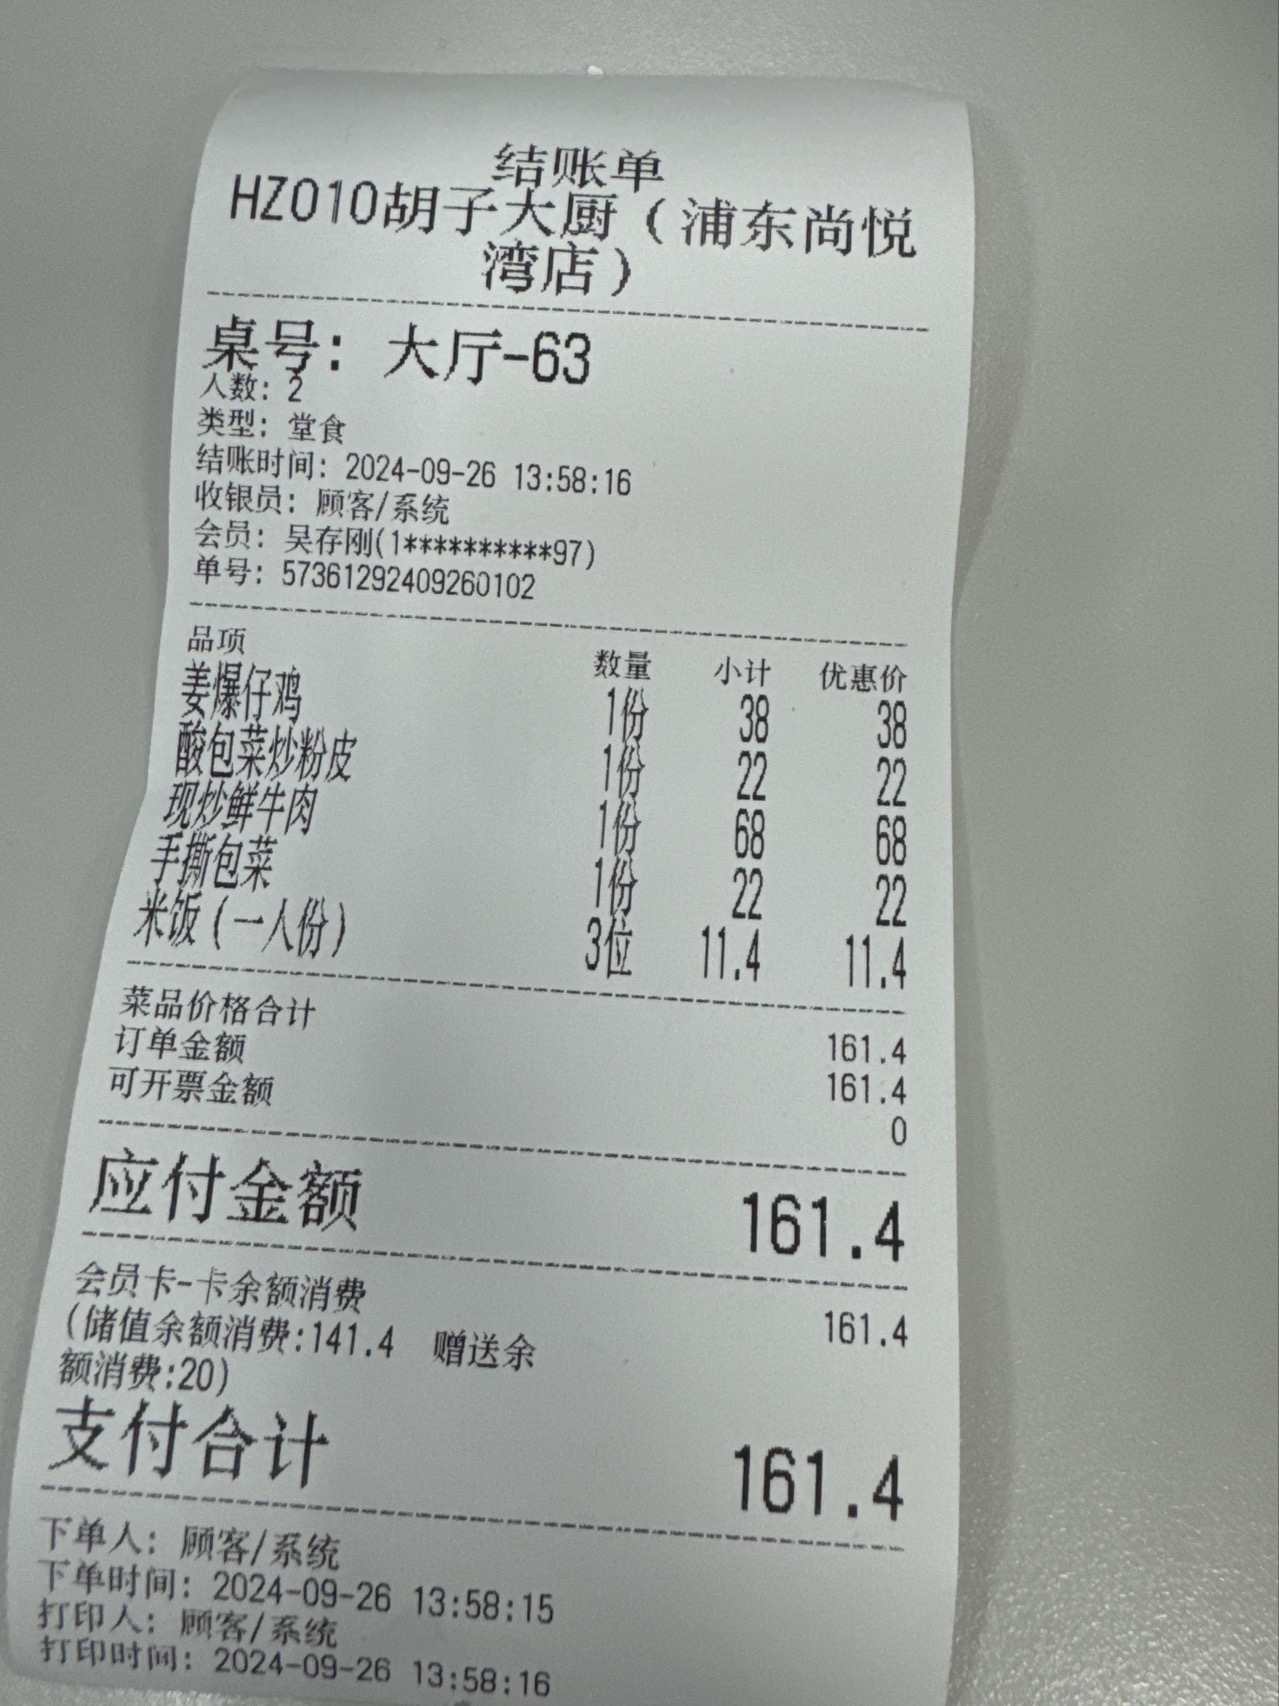 结账单
HZ010胡子大厨（浦东尚悦
湾店）
桌号：大厅-63
人数：2
类型：堂食
结账时间：2024-09-26 13:58:16
收银员：顾客/系统
会员：吴存刚(1**********97)
单号：57361292409260102
品项 数量 小计 优惠价
姜爆仔鸡 1份 38 38
酸包菜炒粉皮 1份 22 22
现炒鲜牛肉 1份 68 68
手撕包菜 1份 22 22
米饭（一人份） 3位 11.4 11.4
菜品价格合计 161.4
订单金额 161.4
可开票金额 0
应付金额 161.4
会员卡-卡余额消费 161.4
(储值余额消费:141.4 赠送余
额消费:20)
支付合计 161.4
下单人：顾客/系统
下单时间：2024-09-26 13:58:15
打印人：顾客/系统
打印时间：2024-09-26 13:58:16